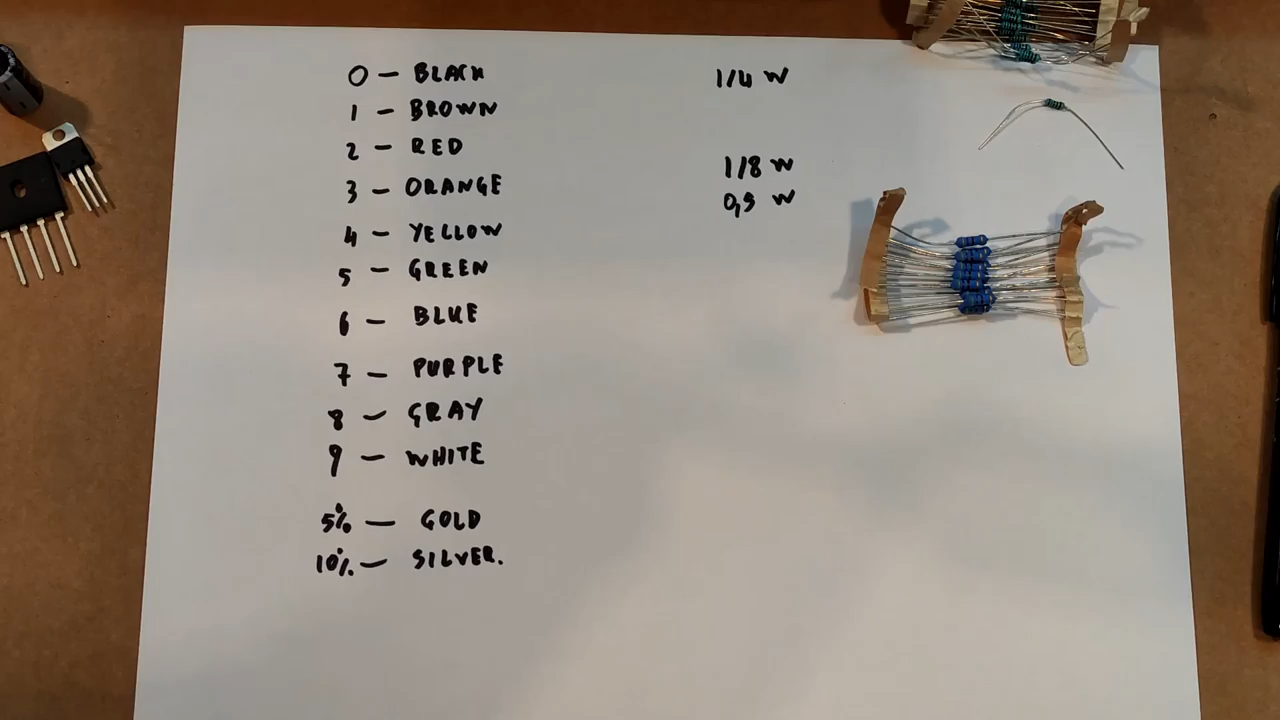 0 - BLACK
1 - BROWN
2 - RED
3 - ORANGE
4 - YELLOW
5 - GREEN
6 - BLUE
7 - PURPLE
8 - GRAY
9 - WHITE
5% - GOLD
10% - SILVER.
1/4 W
1/8 W
0,5 W